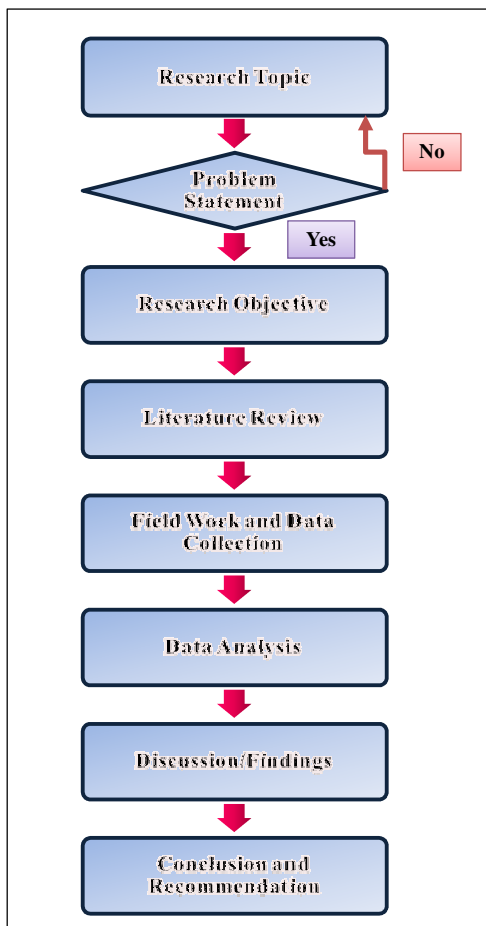 Research Topic
No
Problem
Statement
Yes
Research Objective
Literature Review
Field Work and Data
Collection
Data Analysis
Discussion/Findings
Conclusion and
Recommendation